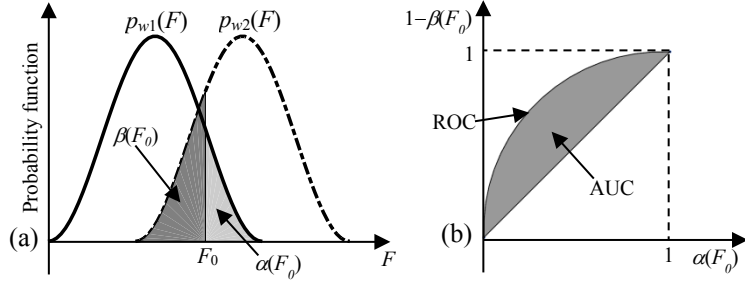 p_{w1}(F) p_{w2}(F)
Probability function
β(F_0)
(a)
F_0
α(F_0)
F
1−β(F_0)
1
ROC
AUC
(b)
1
α(F_0)